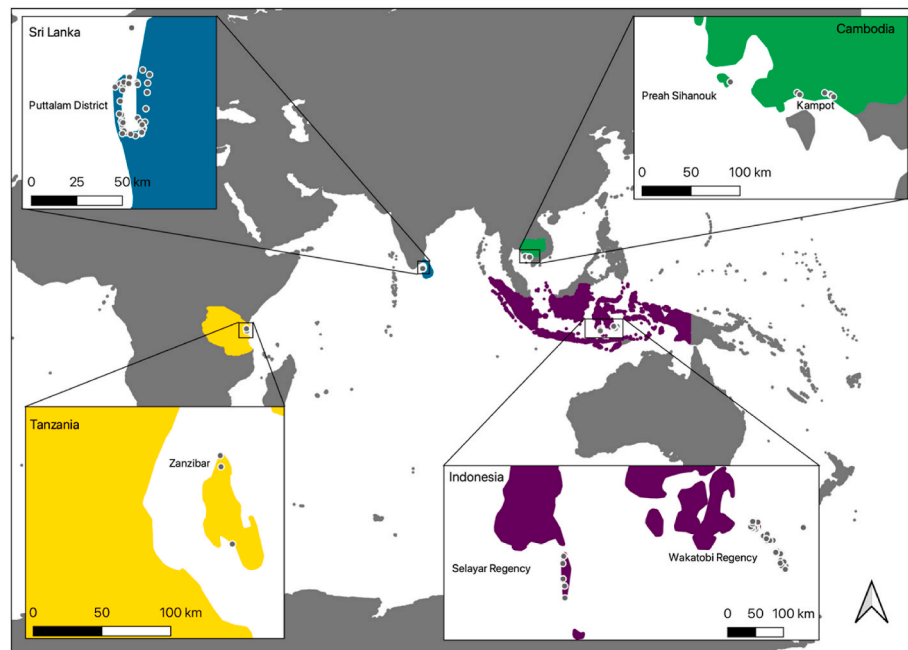 Sri Lanka
Puttalam District
0 25 50 km
Cambodia
Preah Sihanouk
Kampot
0 50 100 km
Tanzania
Zanzibar
0 50 100 km
Indonesia
Selayar Regency
Wakatobi Regency
0 50 100 km